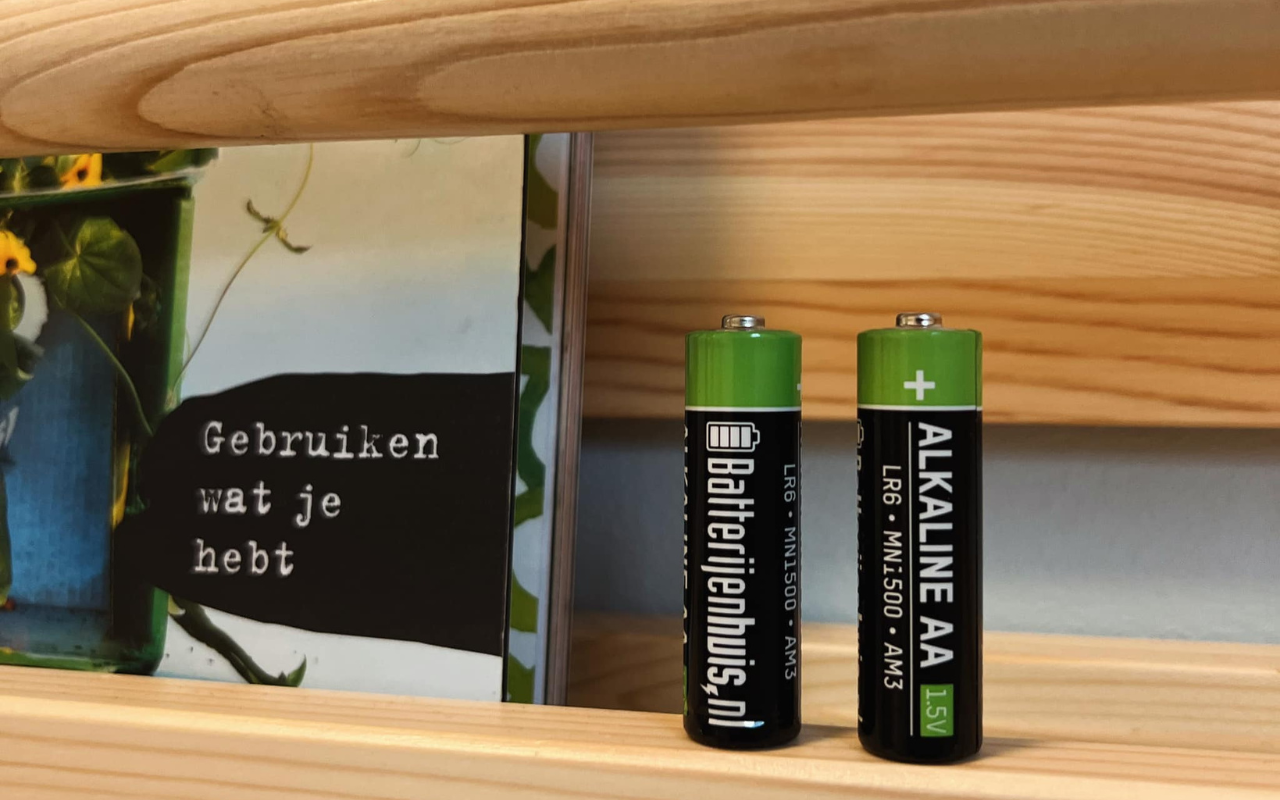 Gebruiken
wat je
hebt
Batterijenhuis.nl
LR6 • MN1500 • AM3
+
ALKALINE AA
1.5V
LR6 • MN1500 • AM3